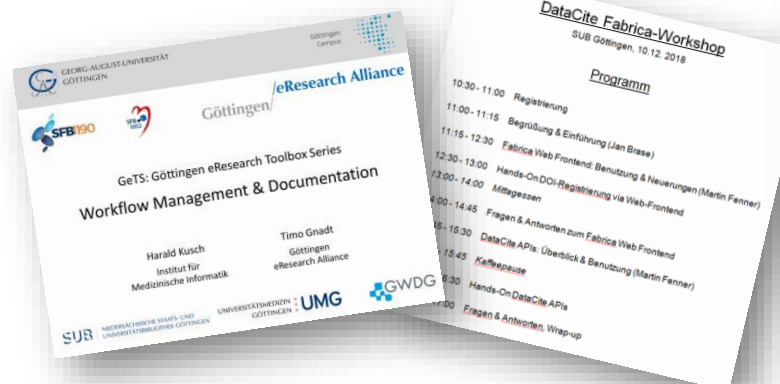 GEORG-AUGUST-UNIVERSITÄT
GÖTTINGEN
Göttingen
Campus
SFB1190
SFB
1002
Göttingen/eResearch Alliance
GeTS: Göttingen eResearch Toolbox Series
Workflow Management & Documentation
Harald Kusch
Institut für
Medizinische Informatik
Timo Gnadt
Göttingen
eResearch Alliance
SUB NIEDERSÄCHSISCHE STAATS- UND
UNIVERSITÄTSBIBLIOTHEK GÖTTINGEN
UNIVERSITÄTSMEDIZIN
GÖTTINGEN
UMG
GWDG
DataCite Fabrica-Workshop
SUB Göttingen, 10.12. 2018
Programm
10:30 - 11:00 Registrierung
11:00 - 11:15 Begrüßung & Einführung (Jan Brase)
11:15 - 12:30 Fabrica Web Frontend: Benutzung & Neuerungen (Martin Fenner)
12:30 - 13:00 Hands-On DOI-Registrierung via Web-Frontend
13:00 - 14:00 Mittagessen
:00 - 14:45 Fragen & Antworten zum Fabrica Web Frontend
5 - 15:30 DataCite APIs: Überblick & Benutzung (Martin Fenner)
- 15:45 Kaffeepause
6:30 Hands-On DataCite APIs
:00 Fragen & Antworten, Wrap-up